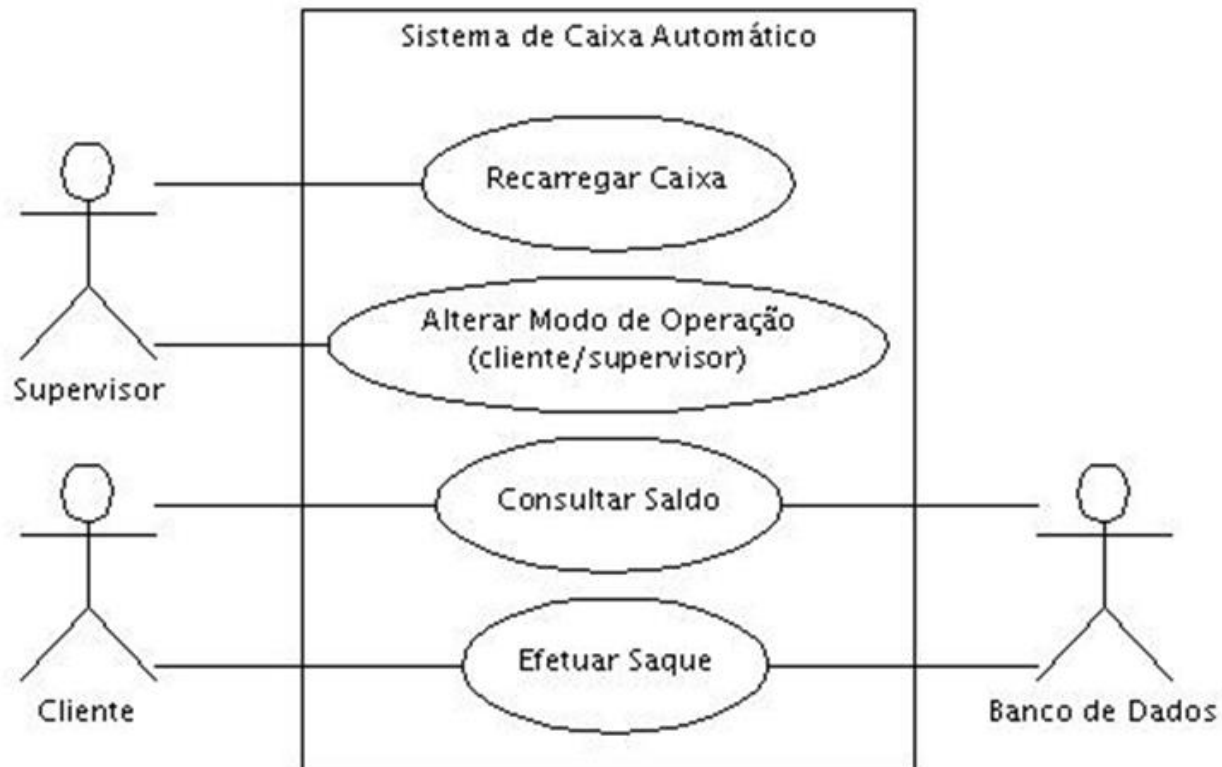 Sistema de Caixa Automático
Recarregar Caixa
Alterar Modo de Operação
(cliente/supervisor)
Supervisor
Consultar Saldo
Efetuar Saque
Cliente
Banco de Dados